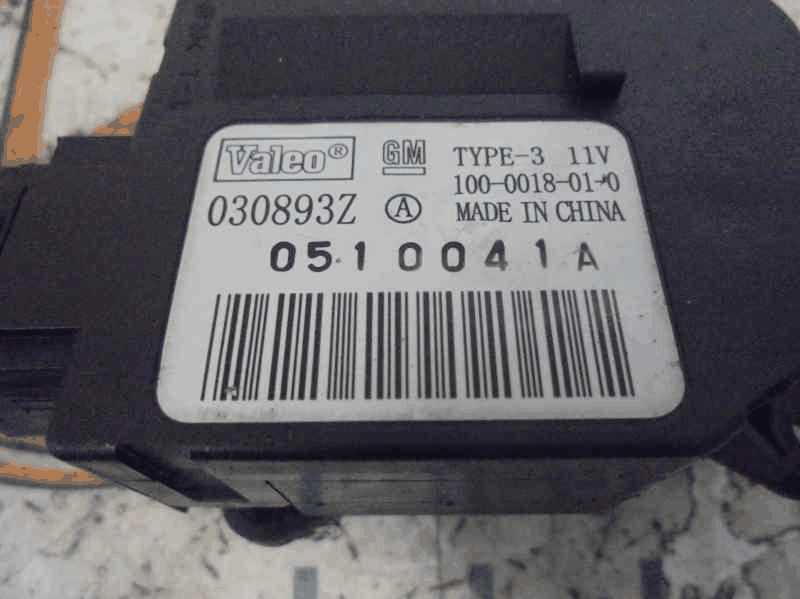 Valeo® GM TYPE-3 11V
100-0018-01-0
030893Z A MADE IN CHINA
0510041A